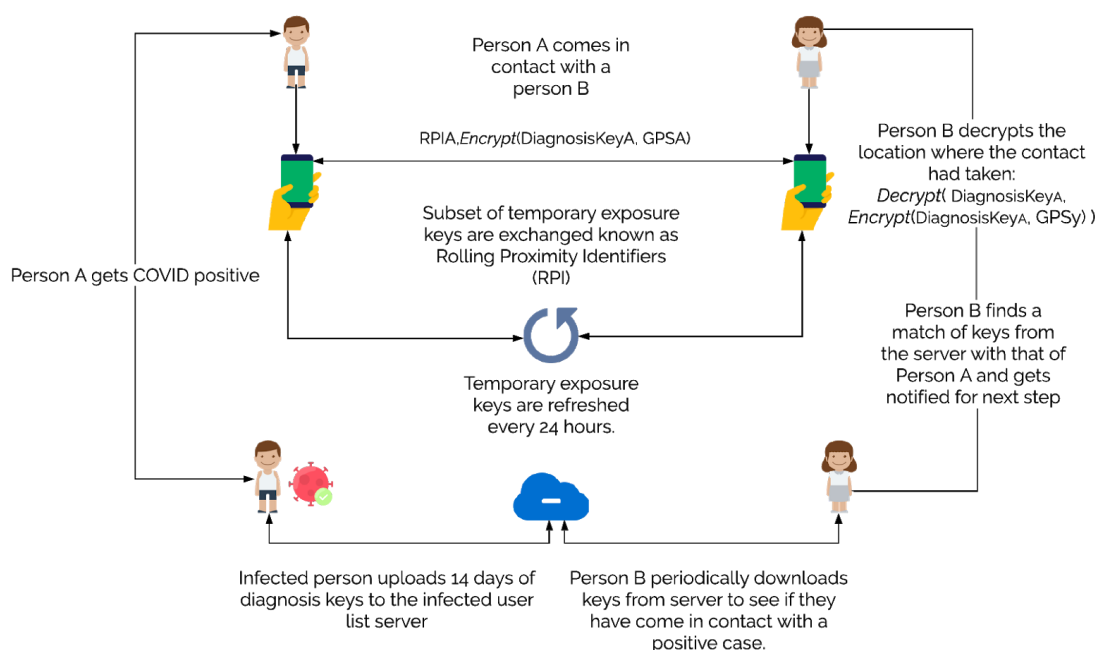 Person A comes in
contact with a
person B
RPIA,Encrypt(DiagnosisKeyA, GPSA)
Person B decrypts the
location where the contact
had taken:
Decrypt( DiagnosisKeyA,
Encrypt(DiagnosisKeyA, GPSy) )
Subset of temporary exposure
keys are exchanged known as
Rolling Proximity Identifiers
(RPI)
Person A gets COVID positive
Person B finds a
match of keys from
the server with that of
Person A and gets
notified for next step
Temporary exposure
keys are refreshed
every 24 hours.
Infected person uploads 14 days of
diagnosis keys to the infected user
list server
Person B periodically downloads
keys from server to see if they
have come in contact with a
positive case.